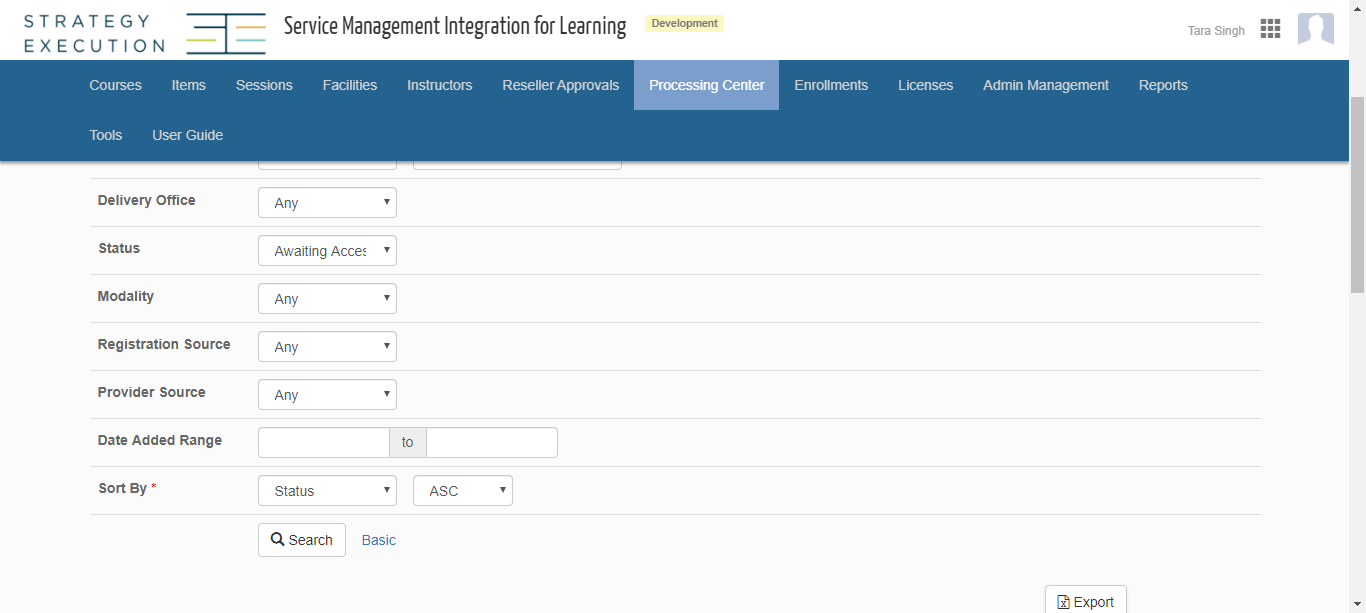 STRATEGY
EXECUTION
Service Management Integration for Learning
Development
Tara Singh
Courses Items Sessions Facilities Instructors Reseller Approvals Processing Center Enrollments Licenses Admin Management Reports
Tools User Guide
Delivery Office Any
Status Awaiting Acces
Modality Any
Registration Source Any
Provider Source Any
Date Added Range to
Sort By * Status ASC
Search Basic
Export